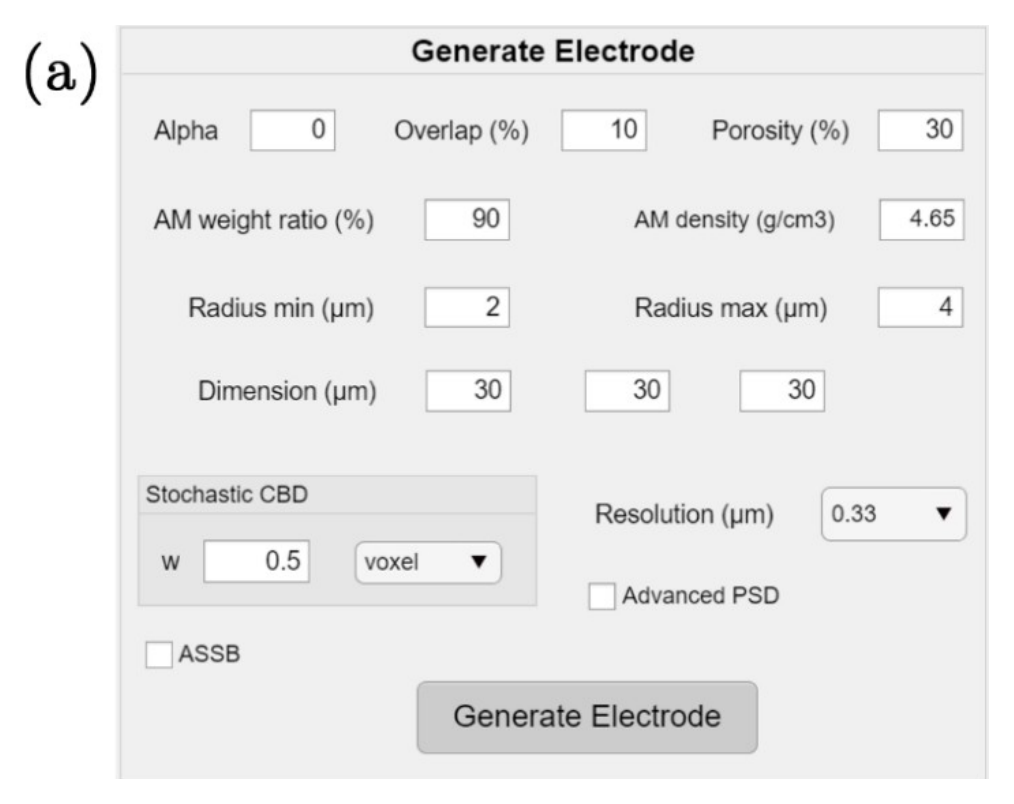 (a)
Generate Electrode
Alpha 0 Overlap (%) 10 Porosity (%) 30
AM weight ratio (%) 90 AM density (g/cm3) 4.65
Radius min (μm) 2 Radius max (μm) 4
Dimension (μm) 30 30 30
Stochastic CBD
Resolution (μm) 0.33 ▼
w 0.5 voxel ▼
Advanced PSD
ASSB
Generate Electrode